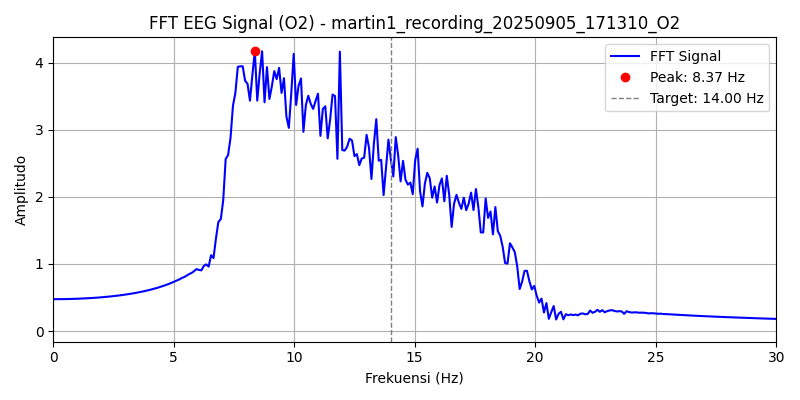 FFT EEG Signal (O2) - martin1_recording_20250905_171310_O2
FFT Signal
Peak: 8.37 Hz
Target: 14.00 Hz
Amplitudo
4
3
2
1
0
0 5 10 15 20 25 30
Frekuensi (Hz)